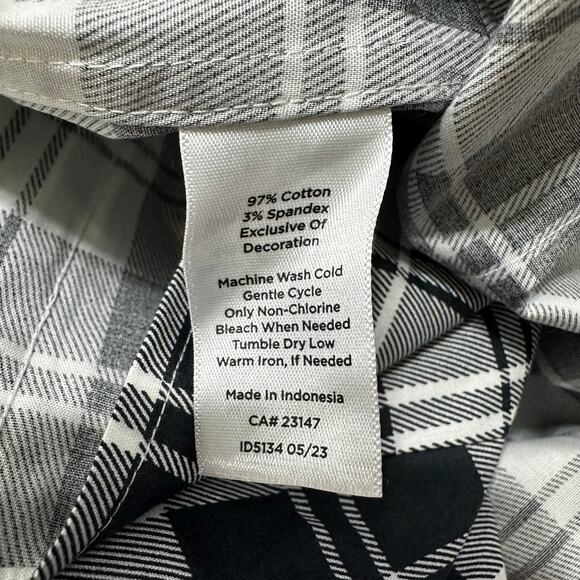 97% Cotton
3% Spandex
Exclusive Of
Decoration
Machine Wash Cold
Gentle Cycle
Only Non-Chlorine
Bleach When Needed
Tumble Dry Low
Warm Iron, If Needed
Made In Indonesia
CA# 23147
ID5134 05/23